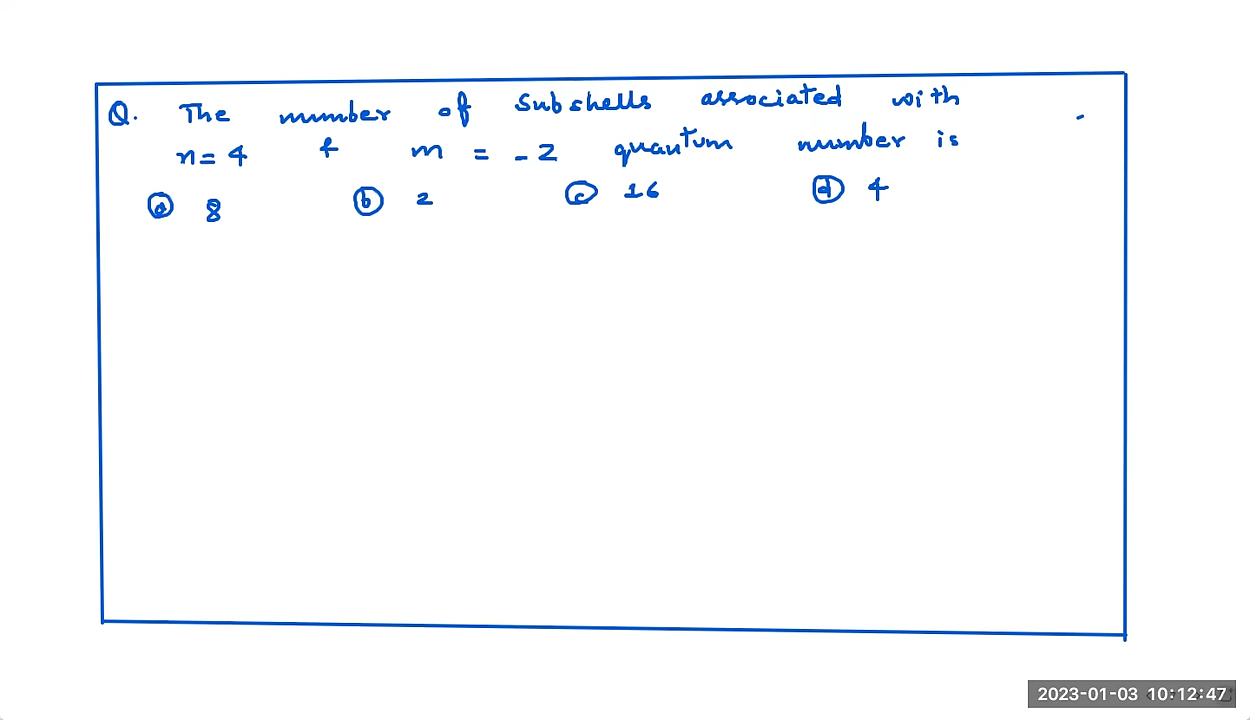 Q. The number of subshells associated with
n = 4 & m = -2 quantum number is
ⓐ 8 ⓑ 2 ⓒ 16 ⓓ 4
2023-01-03 10:12:47